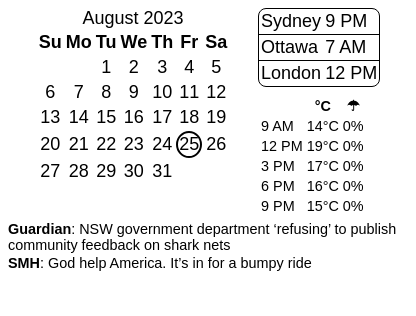 August 2023
Su Mo Tu We Th Fr Sa
1 2 3 4 5
6 7 8 9 10 11 12
13 14 15 16 17 18 19
20 21 22 23 24 25 26
27 28 29 30 31
Sydney 9 PM
Ottawa 7 AM
London 12 PM
°C ☂
9 AM 14°C 0%
12 PM 19°C 0%
3 PM 17°C 0%
6 PM 16°C 0%
9 PM 15°C 0%
Guardian: NSW government department ‘refusing’ to publish
community feedback on shark nets
SMH: God help America. It’s in for a bumpy ride